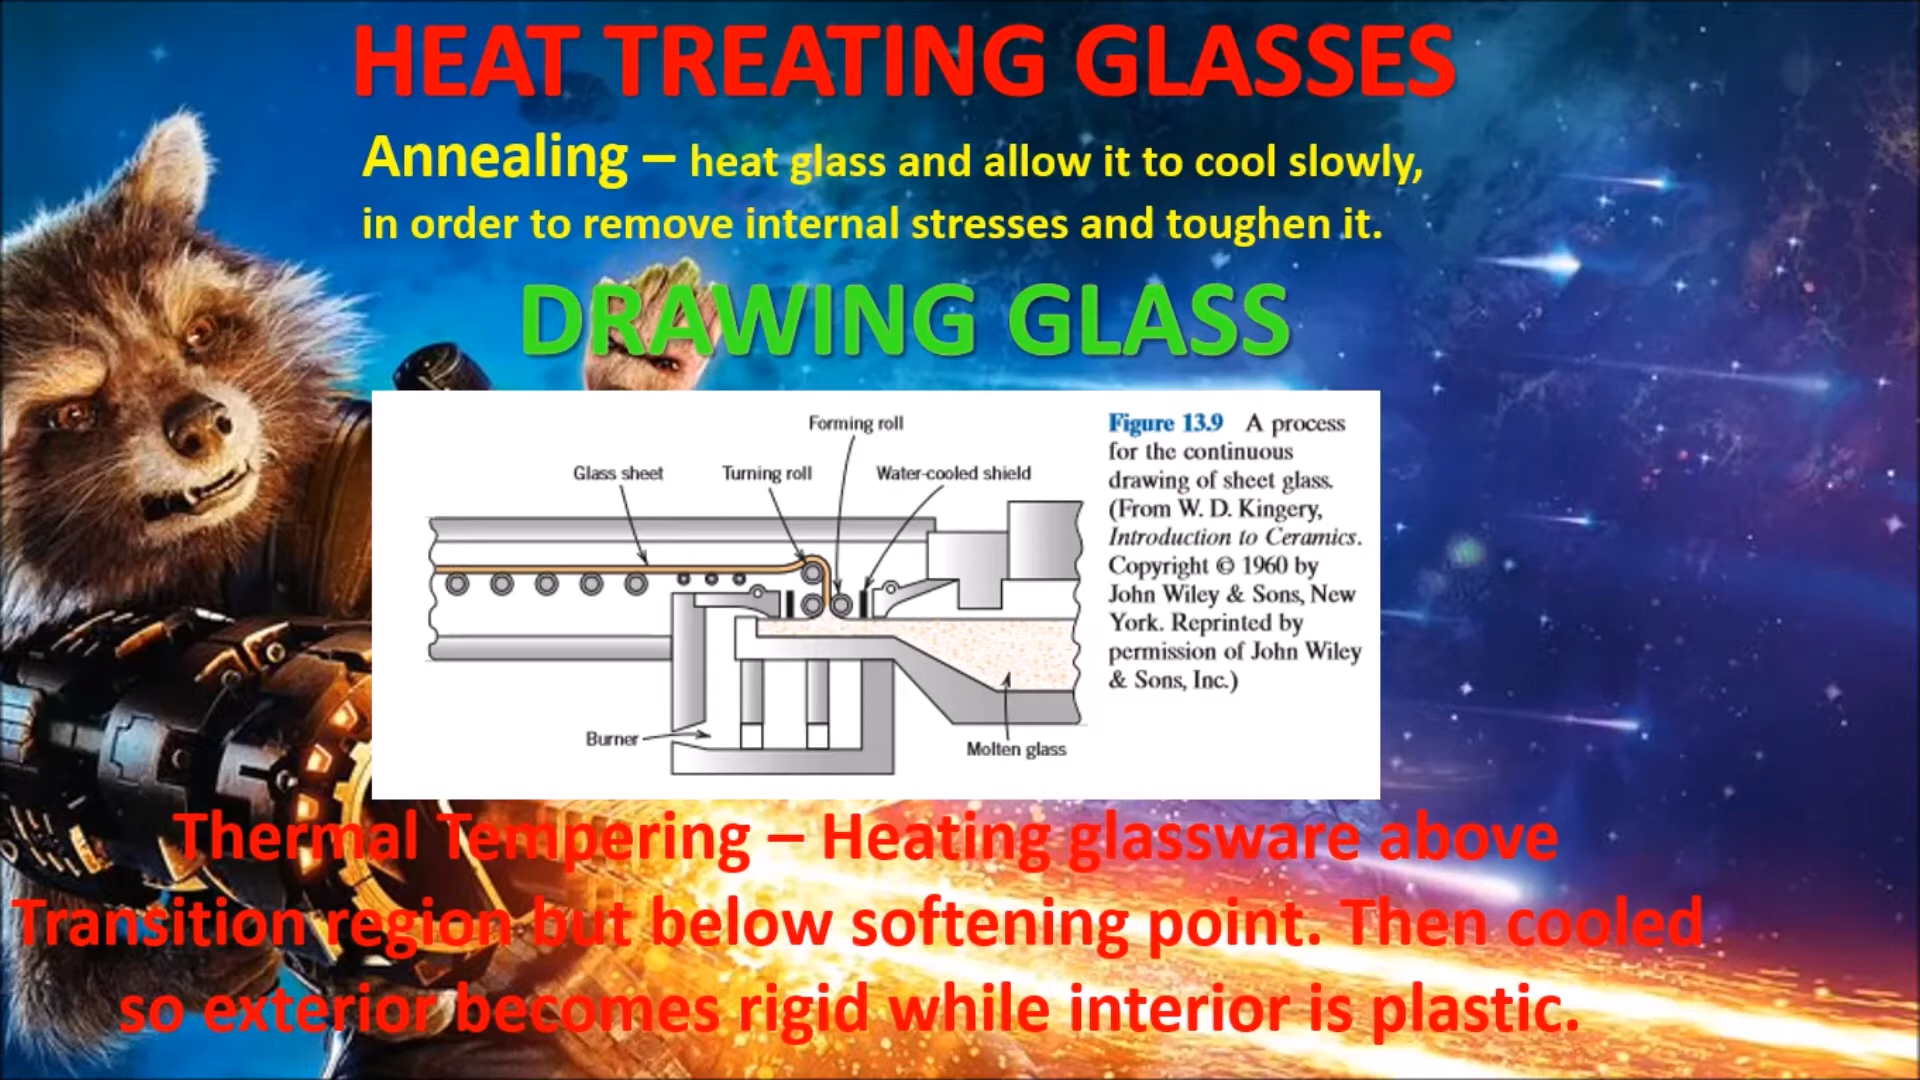 HEAT TREATING GLASSES
Annealing – heat glass and allow it to cool slowly,
in order to remove internal stresses and toughen it.
DRAWING GLASS
Forming roll
Glass sheet
Turning roll
Water-cooled shield
Burner
Molten glass
Figure 13.9 A process
for the continuous
drawing of sheet glass.
(From W. D. Kingery,
Introduction to Ceramics.
Copyright © 1960 by
John Wiley & Sons, New
York. Reprinted by
permission of John Wiley
& Sons, Inc.)
Thermal Tempering – Heating glassware above
Transition region but below softening point. Then cooled
so exterior becomes rigid while interior is plastic.